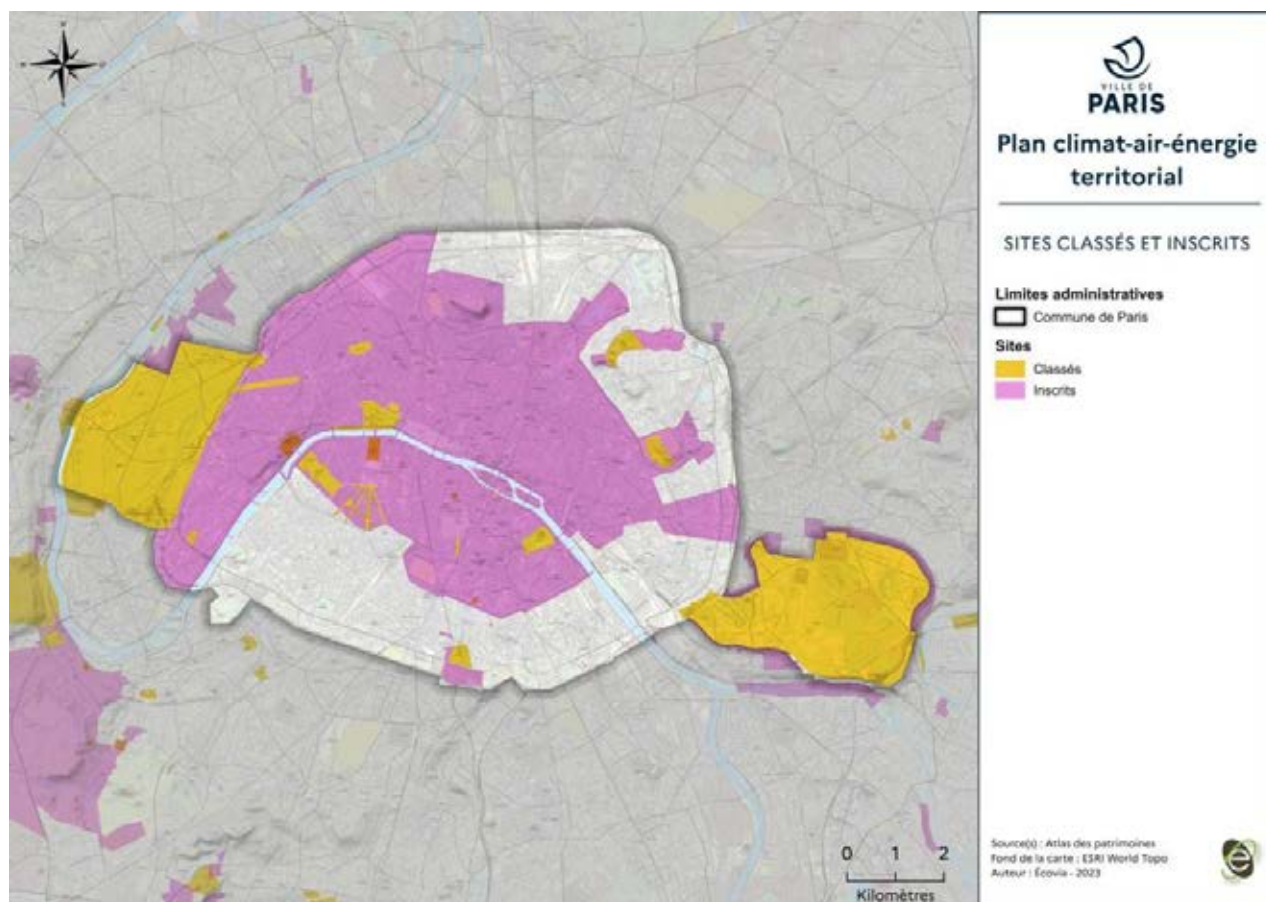 VILLE DE
PARIS
Plan climat-air-énergie
territorial
SITES CLASSÉS ET INSCRITS
Limites administratives
Commune de Paris
Sites
Classés
Inscrits
0 1 2
Kilomètres
Source(s) : Atlas des patrimoines
Fond de la carte : ESRI World Topo
Auteur : Écovia - 2023